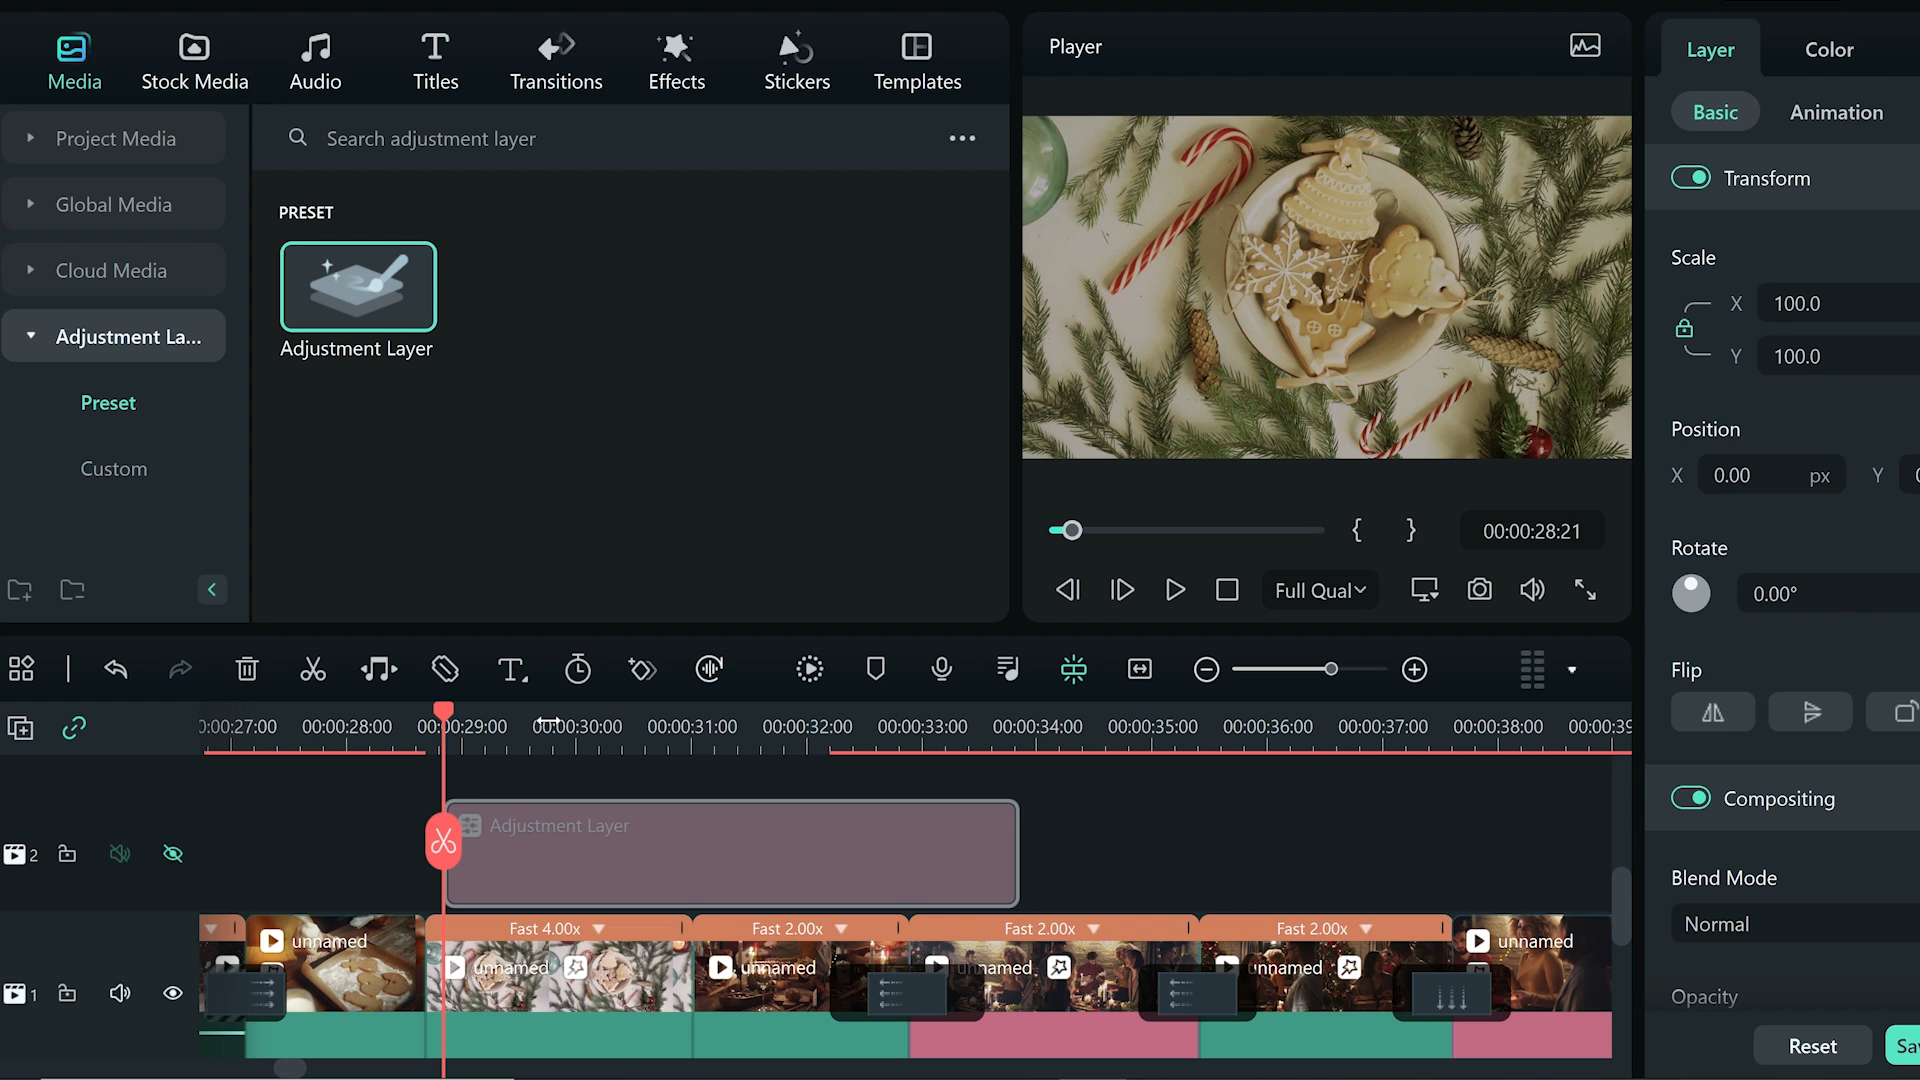 Media
Stock Media
Audio
Titles
Transitions
Effects
Stickers
Templates
Project Media
Global Media
Cloud Media
Adjustment La...
Preset
Custom
Search adjustment layer
PRESET
Adjustment Layer
Player
{ }
00:00:28:21
Full Qual
Layer
Color
Basic
Animation
Transform
Scale
X 100.0
Y 100.0
Position
X 0.00 px Y
Rotate
0.00°
Flip
Compositing
Blend Mode
Normal
Opacity
Reset
0:00:27:00 00:00:28:00 00:00:29:00 00:00:30:00 00:00:31:00 00:00:32:00 00:00:33:00 00:00:34:00 00:00:35:00 00:00:36:00 00:00:37:00 00:00:38:00 00:00:39
Adjustment Layer
2
Fast 4.00x
Fast 2.00x
Fast 2.00x
Fast 2.00x
unnamed
unnamed
unnamed
unnamed
unnamed
unnamed
1